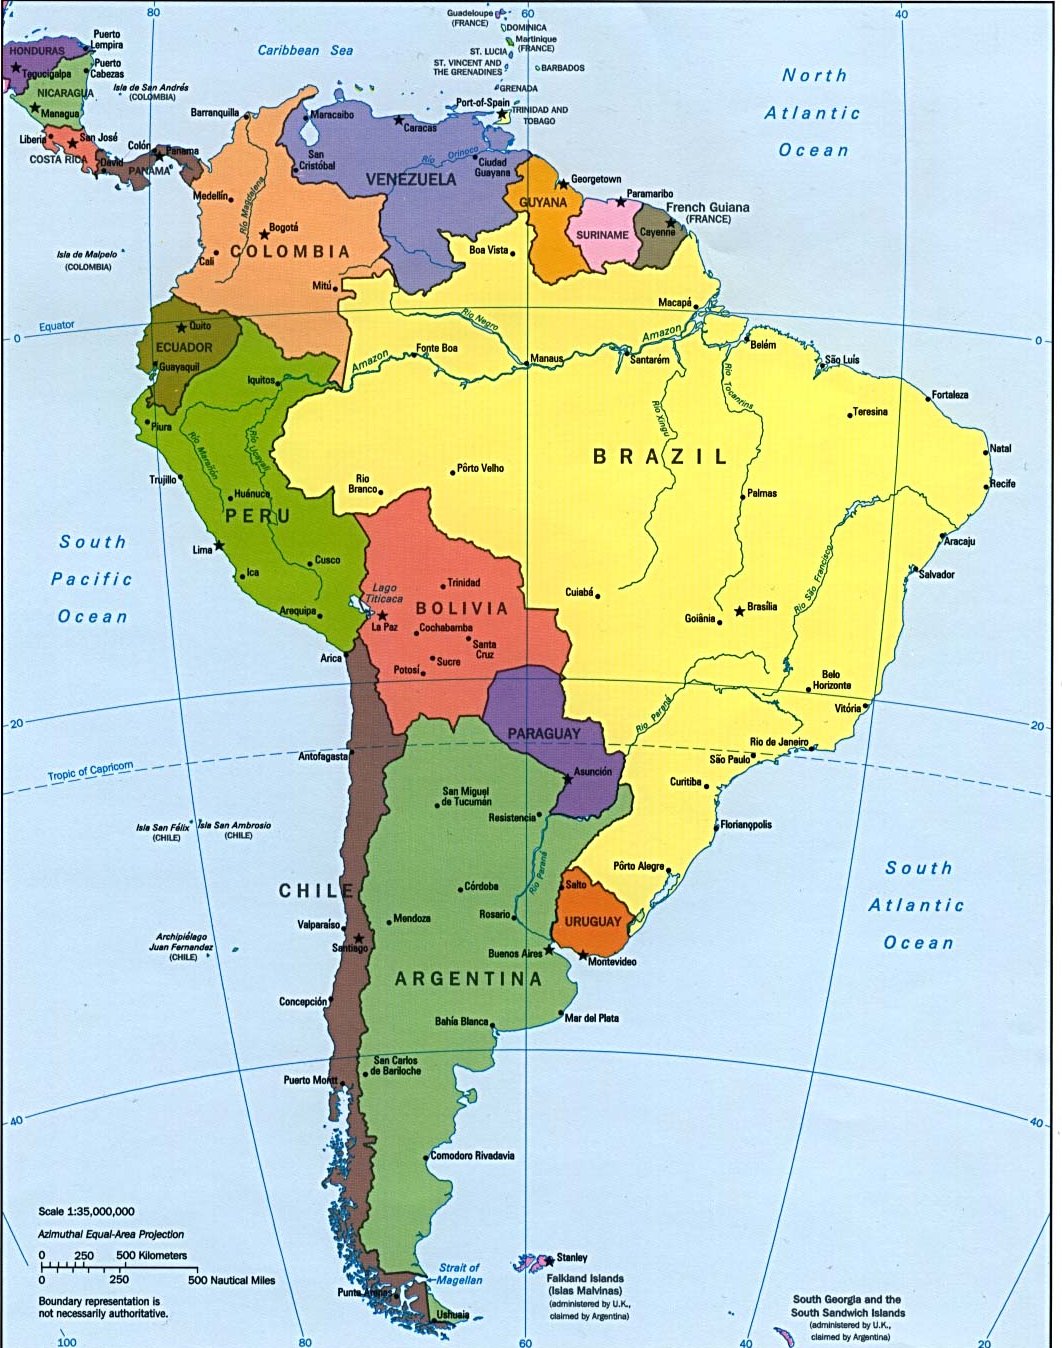 80
60
40
Guadeloupe
(FRANCE)
DOMINICA
Martinique
(FRANCE)
ST. LUCIA
ST. VINCENT AND
THE GRENADINES
BARBADOS
GRENADA
Port-of-Spain
TRINIDAD AND
TOBAGO
Caribbean Sea
North
Atlantic
Ocean
HONDURAS
Puerto
Lempira
Tegucigalpa
Puerto
Cabezas
NICARAGUA
Managua
Isla de San Andrés
(COLOMBIA)
Liberia
San José
COSTA RICA
Colón
Panama
David
PANAMA
Barranquilla
Maracaibo
Caracas
San
Cristóbal
Río Orinoco
Ciudad
Guayana
VENEZUELA
Georgetown
GUYANA
Paramaribo
SURINAME
French Guiana
(FRANCE)
Cayenne
Medellín
Río Magdalena
Bogotá
COLOMBIA
Cali
Mitú
Isla de Malpelo
(COLOMBIA)
Boa Vista
Macapá
Equator
0
0
Quito
ECUADOR
Guayaquil
Rio Negro
Amazon
Amazon
Fonte Boa
Manaus
Santarém
Belém
São Luís
Fortaleza
Teresina
Natal
Recife
Iquitos
Piura
Río Marañón
Río Ucayali
Rio Xingu
Rio Tocantins
BRAZIL
Pôrto Velho
Rio
Branco
Palmas
Trujillo
Huánuco
PERU
Lima
Cusco
Ica
Arequipa
Aracaju
Salvador
Rio São Francisco
South
Pacific
Ocean
Lago
Titicaca
La Paz
Trinidad
BOLIVIA
Cochabamba
Santa
Cruz
Sucre
Potosí
Cuiabá
Goiânia
Brasília
Arica
Belo
Horizonte
Vitória
Rio Paraná
Rio de Janeiro
São Paulo
Curitiba
Florianopolis
20
20
Tropic of Capricorn
Antofagasta
PARAGUAY
Asunción
San Miguel
de Tucumán
Resistencia
Río Paraná
Isla San Félix
(CHILE)
Isla San Ambrosio
(CHILE)
Pôrto Alegre
Salto
URUGUAY
Montevideo
CHILE
Córdoba
Rosario
Mendoza
Valparaíso
Santiago
Buenos Aires
South
Atlantic
Ocean
Archipiélago
Juan Fernandez
(CHILE)
ARGENTINA
Concepción
Bahía Blanca
Mar del Plata
San Carlos
de Bariloche
Puerto Montt
40
40
Comodoro Rivadavia
Scale 1:35,000,000
Azimuthal Equal-Area Projection
0 250 500 Kilometers
0 250 500 Nautical Miles
Boundary representation is
not necessarily authoritative.
Strait of
Magellan
Punta Arenas
Ushuaia
Stanley
Falkland Islands
(Islas Malvinas)
(administered by U.K.,
claimed by Argentina)
South Georgia and the
South Sandwich Islands
(administered by U.K.,
claimed by Argentina)
100
80
60
40
20